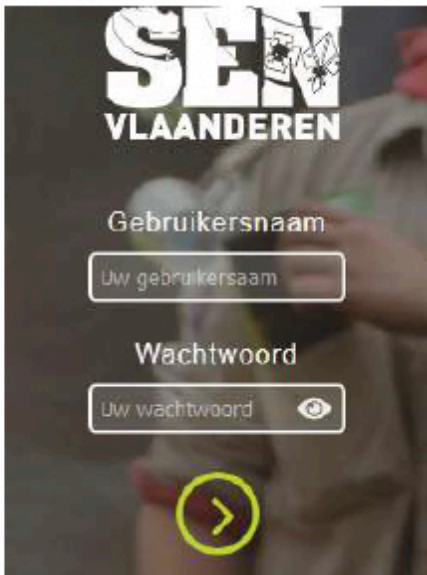 SEN
VLAANDEREN
Gebruikersnaam
Uw gebruikersaam
Wachtwoord
Uw wachtwoord